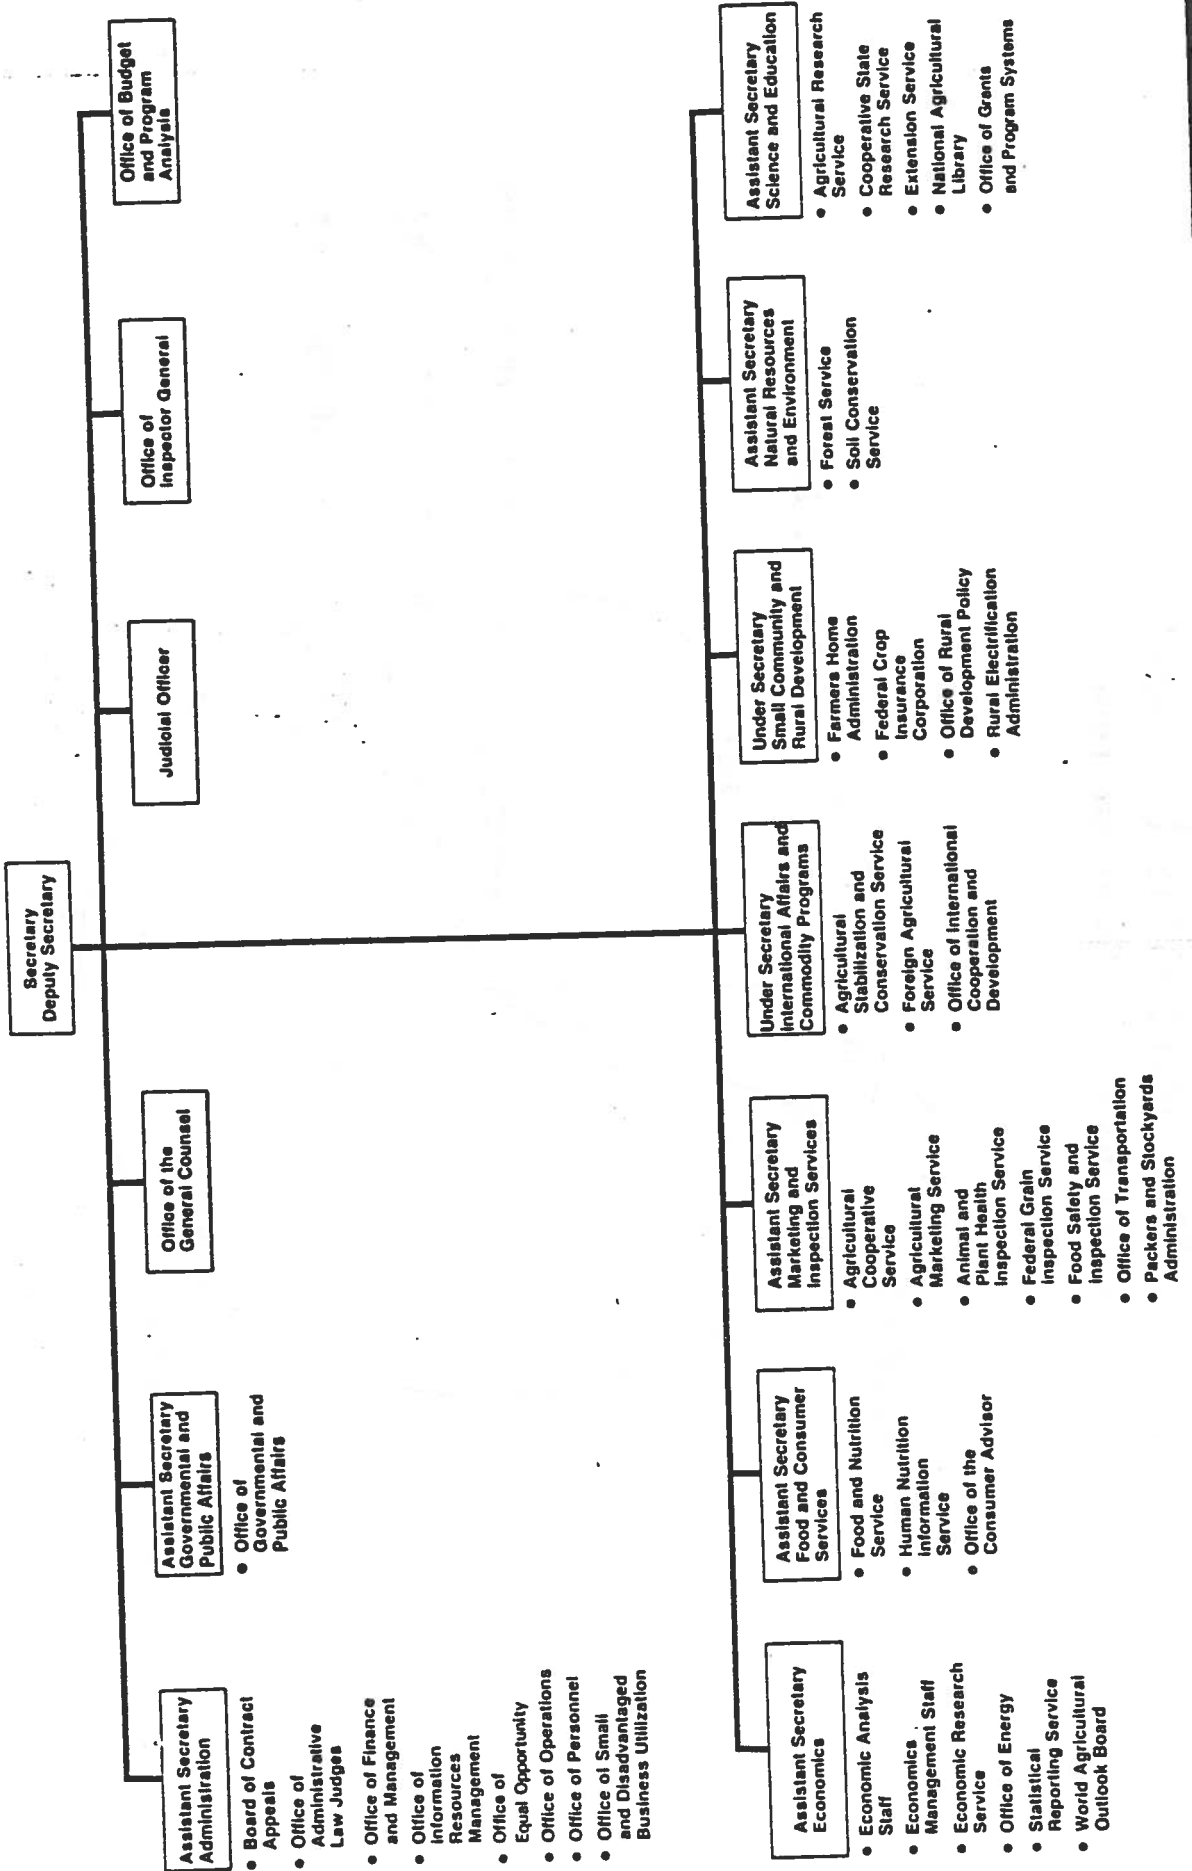 Secretary
Deputy Secretary
Assistant Secretary
Administration
• Board of Contract
Appeals
• Office of
Administrative
Law Judges
• Office of Finance
and Management
• Office of
Information
Resources
Management
• Office of
Equal Opportunity
• Office of Operations
• Office of Personnel
• Office of Small
and Disadvantaged
Business Utilization
Assistant Secretary
Governmental and
Public Affairs
• Office of
Governmental and
Public Affairs
Office of the
General Counsel
Judicial Officer
Office of
Inspector General
Office of Budget
and Program
Analysis
Assistant Secretary
Economics
• Economic Analysis
Staff
• Economics
Management Staff
• Economic Research
Service
• Office of Energy
• Statistical
Reporting Service
• World Agricultural
Outlook Board
Assistant Secretary
Food and Consumer
Services
• Food and Nutrition
Service
• Human Nutrition
Information
Service
• Office of the
Consumer Advisor
Assistant Secretary
Marketing and
Inspection Services
• Agricultural
Cooperative
Service
• Agricultural
Marketing Service
• Animal and
Plant Health
Inspection Service
• Federal Grain
Inspection Service
• Food Safety and
Inspection Service
• Office of Transportation
• Packers and Stockyards
Administration
Under Secretary
International Affairs and
Commodity Programs
• Agricultural
Stabilization and
Conservation Service
• Foreign Agricultural
Service
• Office of International
Cooperation and
Development
Under Secretary
Small Community and
Rural Development
• Farmers Home
Administration
• Federal Crop
Insurance
Corporation
• Office of Rural
Development Policy
• Rural Electrification
Administration
Assistant Secretary
Natural Resources
and Environment
• Forest Service
• Soil Conservation
Service
Assistant Secretary
Science and Education
• Agricultural Research
Service
• Cooperative State
Research Service
• Extension Service
• National Agricultural
Library
• Office of Grants
and Program Systems